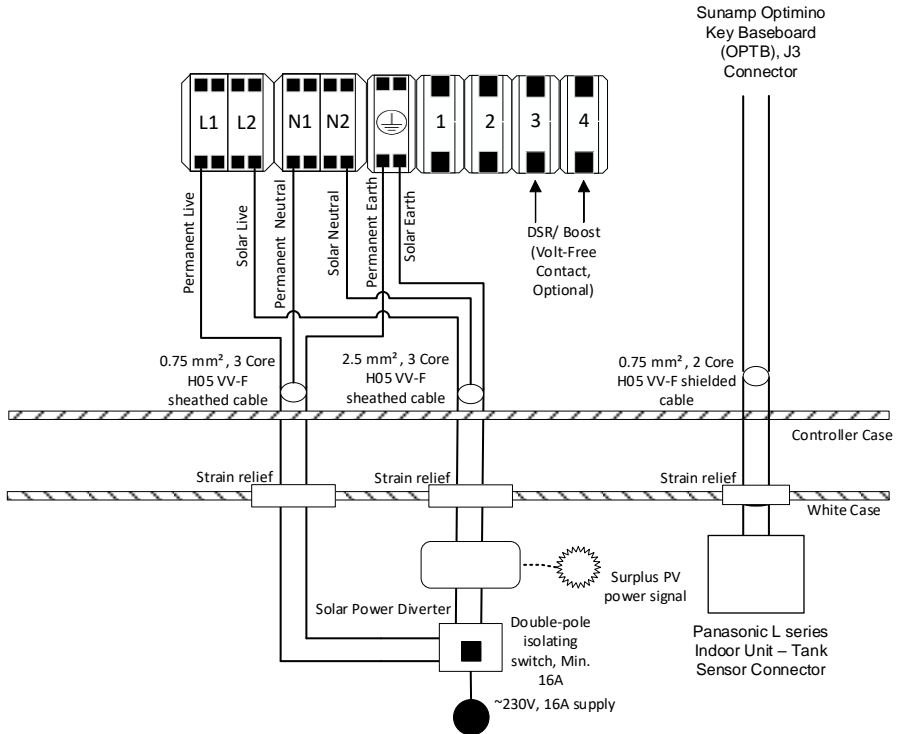 Sunamp Optimino
Key Baseboard
(OPTB), J3
Connector
L1
L2
N1
N2
1
2
3
4
Permanent Live
Solar Live
Permanent Neutral
Solar Neutral
Permanent Earth
Solar Earth
DSR/ Boost
(Volt-Free
Contact,
Optional)
0.75 mm², 3 Core
H05 VV-F
sheathed cable
2.5 mm², 3 Core
H05 VV-F
sheathed cable
0.75 mm², 2 Core
H05 VV-F shielded
cable
Controller Case
Strain relief
Strain relief
Strain relief
White Case
Surplus PV
power signal
Solar Power Diverter
Double-pole
isolating
switch, Min.
16A
~230V, 16A supply
Panasonic L series
Indoor Unit – Tank
Sensor Connector